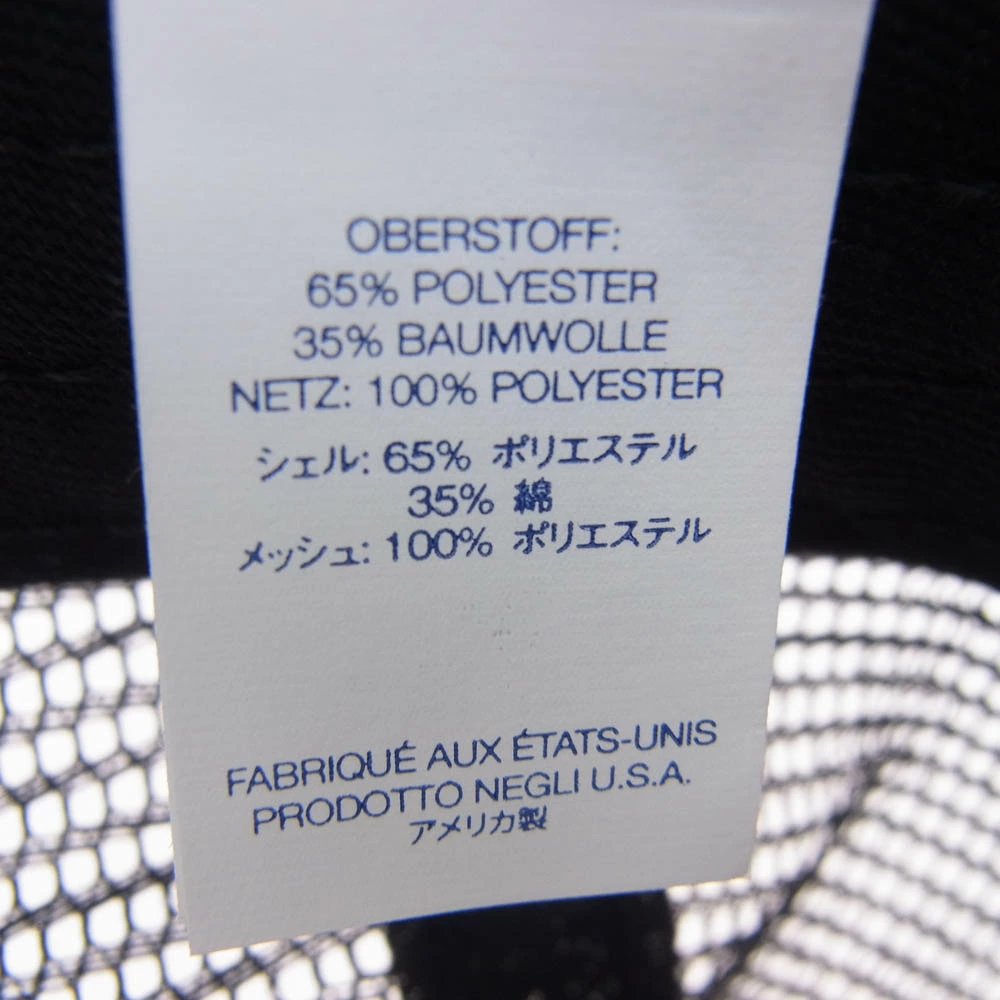 OBERSTOFF:
65% POLYESTER
35% BAUMWOLLE
NETZ: 100% POLYESTER
シェル: 65% ポリエステル
35% 綿
メッシュ: 100% ポリエステル
FABRIQUÉ AUX ÉTATS-UNIS
PRODOTTO NEGLI U.S.A.
アメリカ製